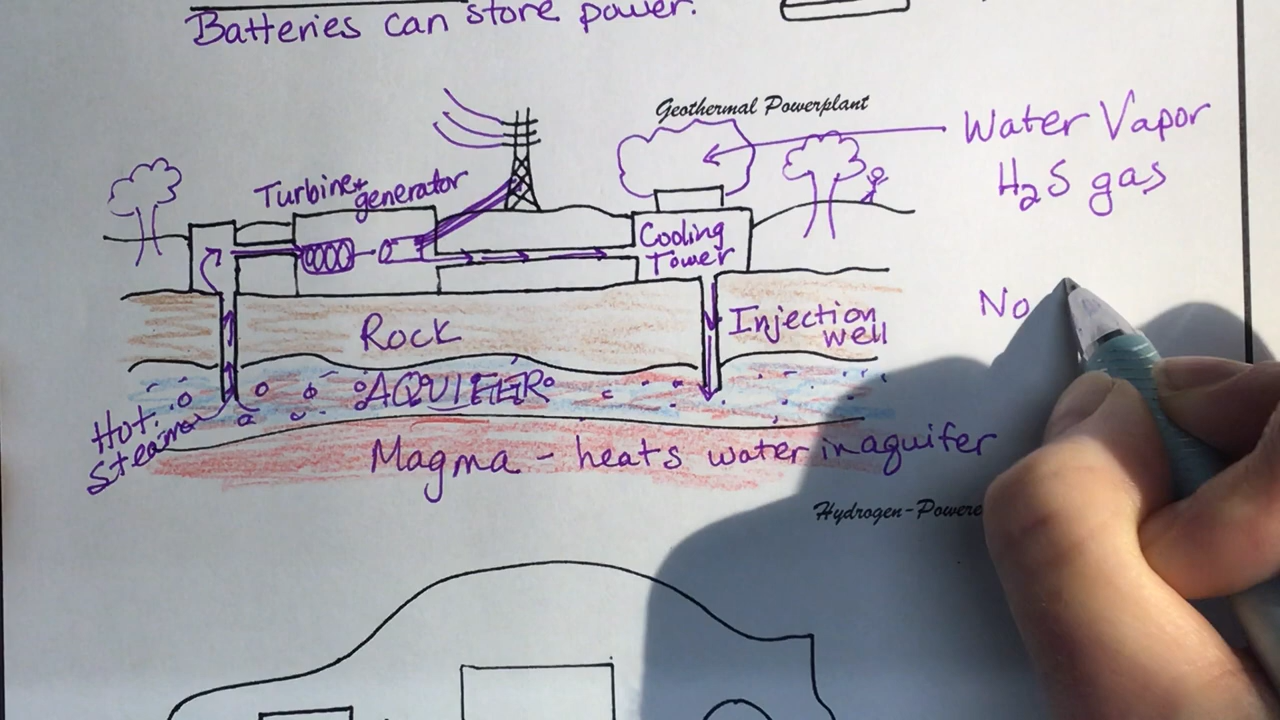 Batteries can store power.
Geothermal Powerplant
Water Vapor
H₂S gas
Turbine+
generator
Cooling
Tower
No
Rock
Injection
well
AQUIFER
Hot
Steam
Magma - heats water in aquifer
Hydrogen-Powere